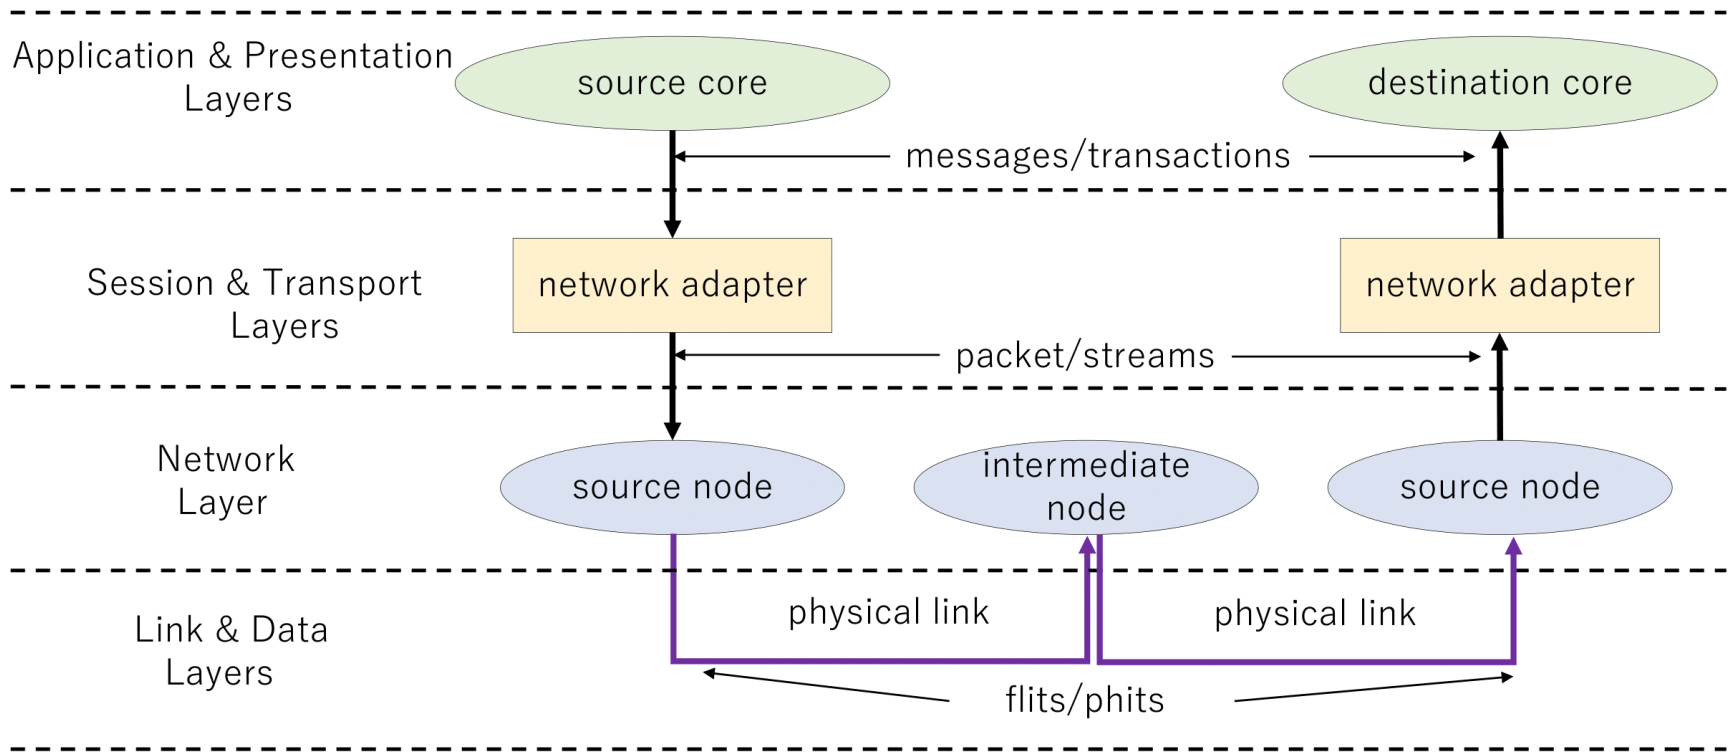 Application & Presentation
Layers
source core
destination core
messages/transactions
Session & Transport
Layers
network adapter
network adapter
packet/streams
Network
Layer
source node
intermediate
node
source node
Link & Data
Layers
physical link
physical link
flits/phits